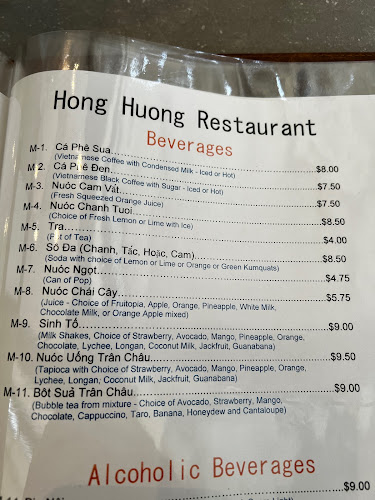 Hong Huong Restaurant
Beverages
M-1. Cá Phê Sua $8.00
(Vietnamese Coffee with Condensed Milk - Iced or Hot)
M 2. Cá Phê Đen $7.50
(Vietnamese Black Coffee with Sugar - Iced or Hot)
M-3. Nuóc Cam Vắt $7.50
(Fresh Squeezed Orange Juice)
M-4. Nuóc Chanh Tuoi $8.50
(Choice of Fresh Lemon or Lime with Ice)
M-5. Tra $4.00
of Tea)
M-6. Sô Đa (Chanh, Tắc, Hoặc, Cam) $8.50
(Soda with choice of Lemon or Lime or Orange or Green Kumquats)
M-7. Nuóc Ngọt $4.75
(Can of Pop)
M-8. Nuóc Chái Cây $5.75
(Juice - Choice of Fruitopia, Apple, Orange, Pineapple, White Milk,
Chocolate Milk, or Orange Apple mixed)
M-9. Sinh Tố $9.00
(Milk Shakes, Choice of Strawberry, Avocado, Mango, Pineapple, Orange,
Chocolate, Lychee, Longan, Coconut Milk, Jackfruit, Guanabana)
M-10. Nuóc Uống Trân Châu $9.50
(Tapioca with Choice of Strawberry, Avocado, Mango, Pineapple, Orange,
Lychee, Longan, Coconut Milk, Jackfruit, Guanabana)
M-11. Bôt Suả Trân Châu $9.00
(Bubble tea from mixture - Choice of Avocado, Strawberry, Mango,
Chocolate, Cappuccino, Taro, Banana, Honeydew and Cantaloupe)
Alcoholic Beverages
$9.00